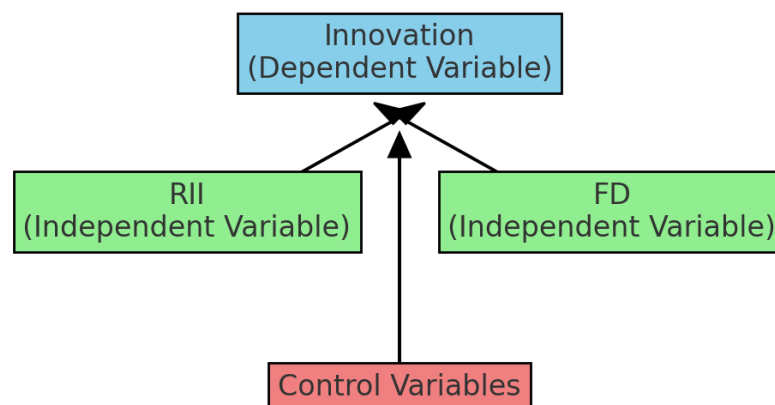 Innovation
(Dependent Variable)
RII
(Independent Variable)
FD
(Independent Variable)
Control Variables